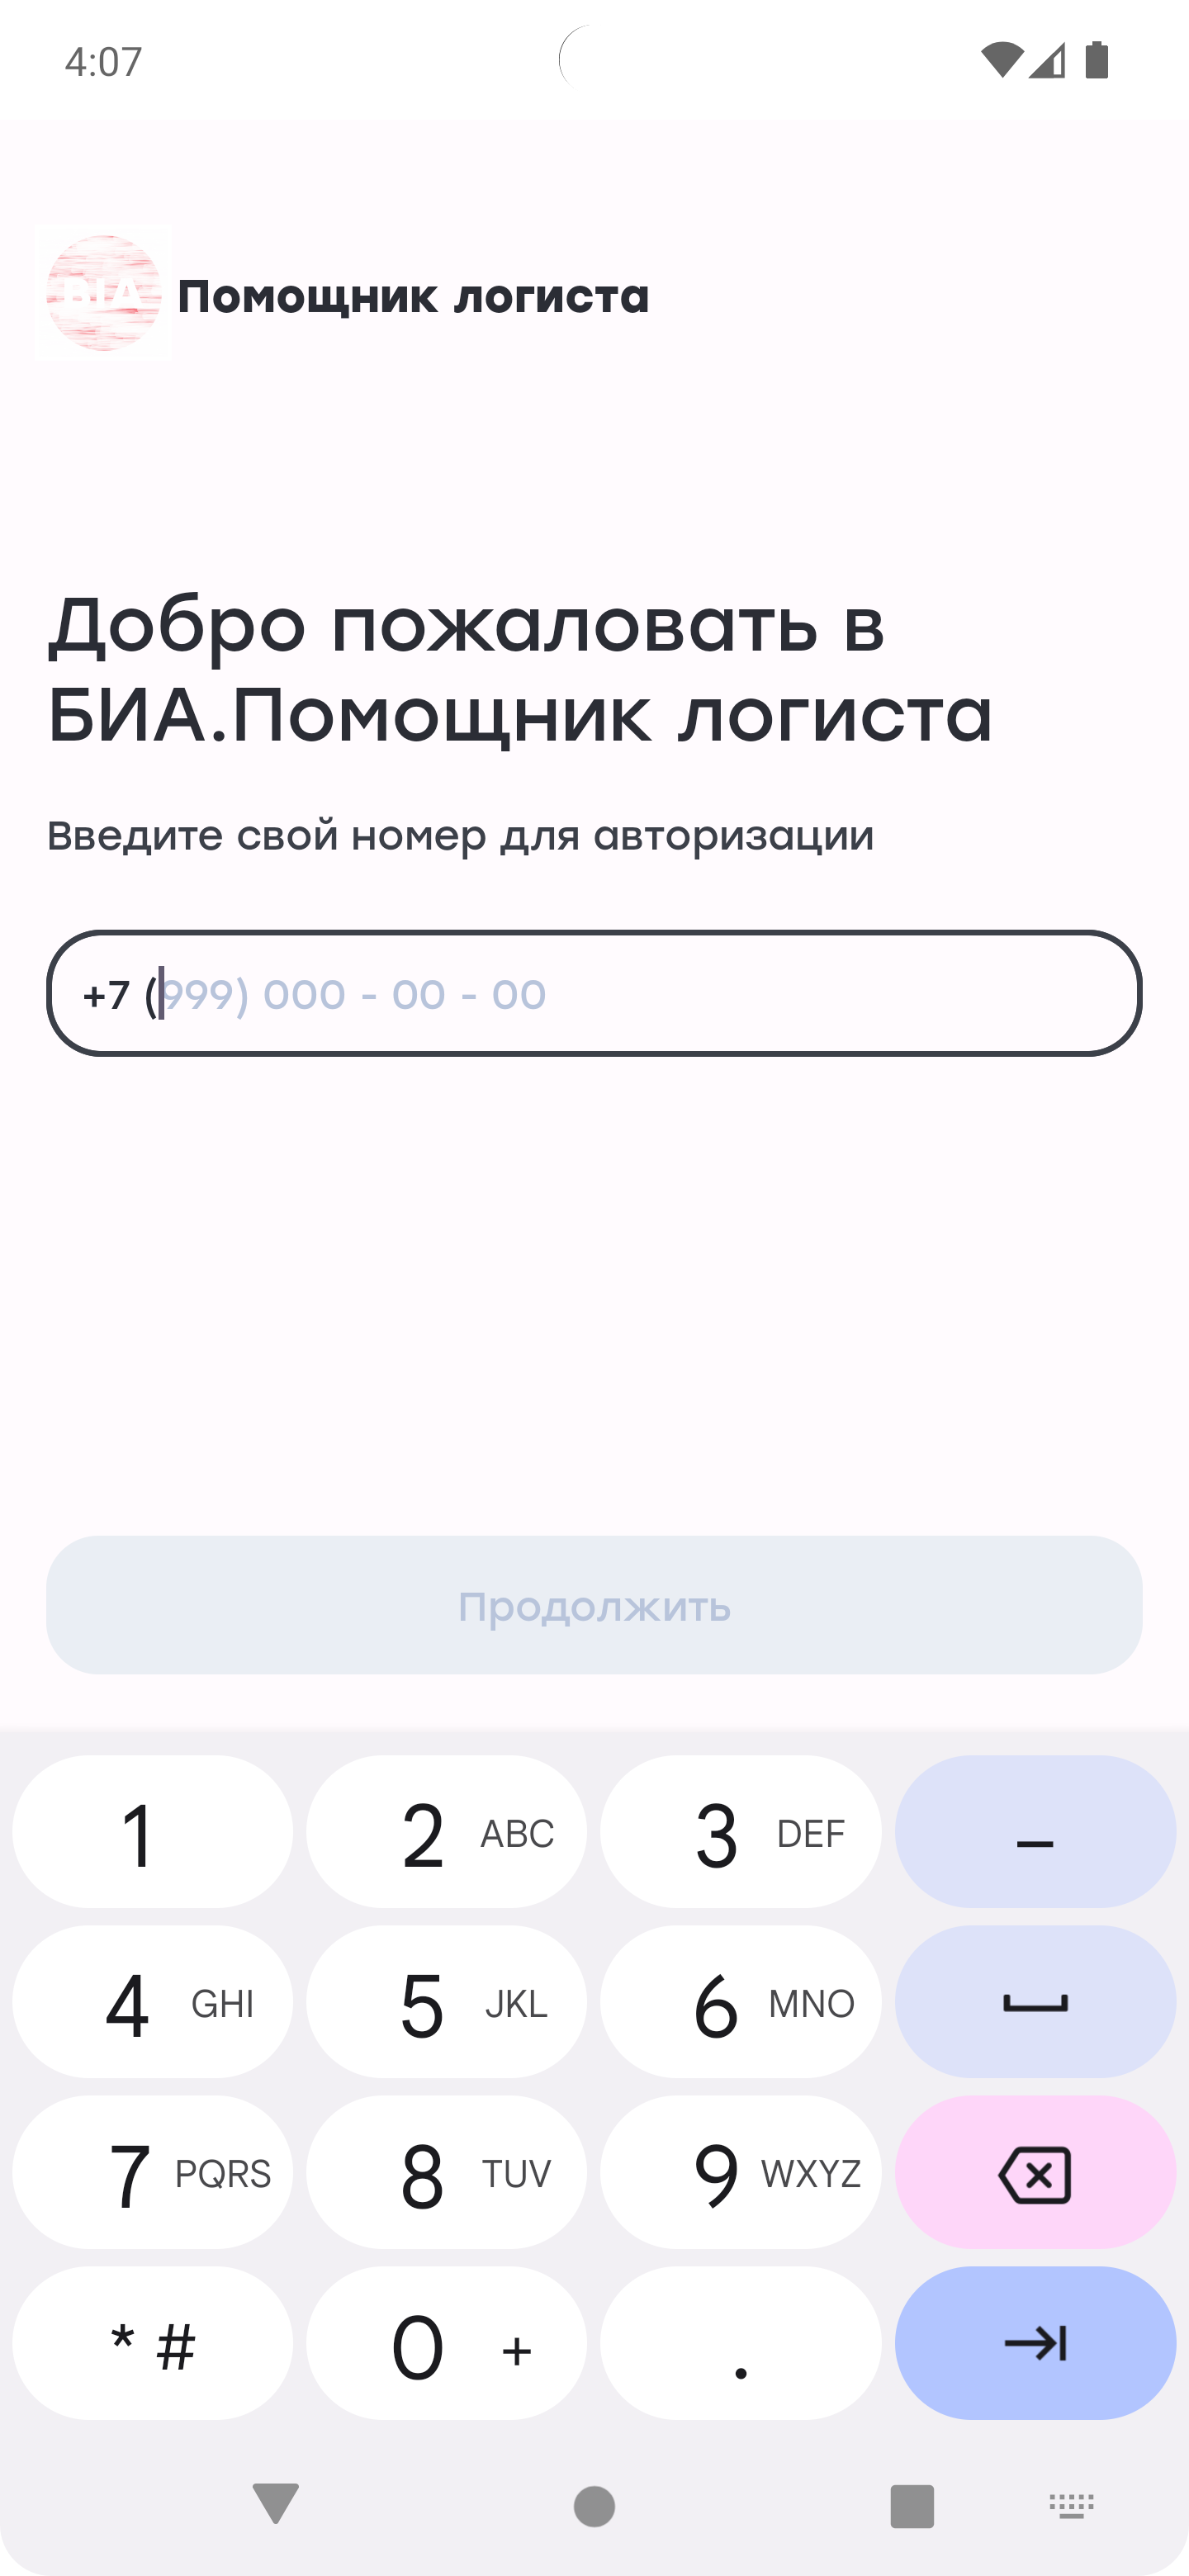 4:07
BIA
Помощник логиста
Добро пожаловать в
БИА.Помощник логиста
Введите свой номер для авторизации
+7 (999) 000 - 00 - 00
Продолжить
1 2 ABC 3 DEF –
4 GHI 5 JKL 6 MNO
7 PQRS 8 TUV 9 WXYZ
* # 0 + .